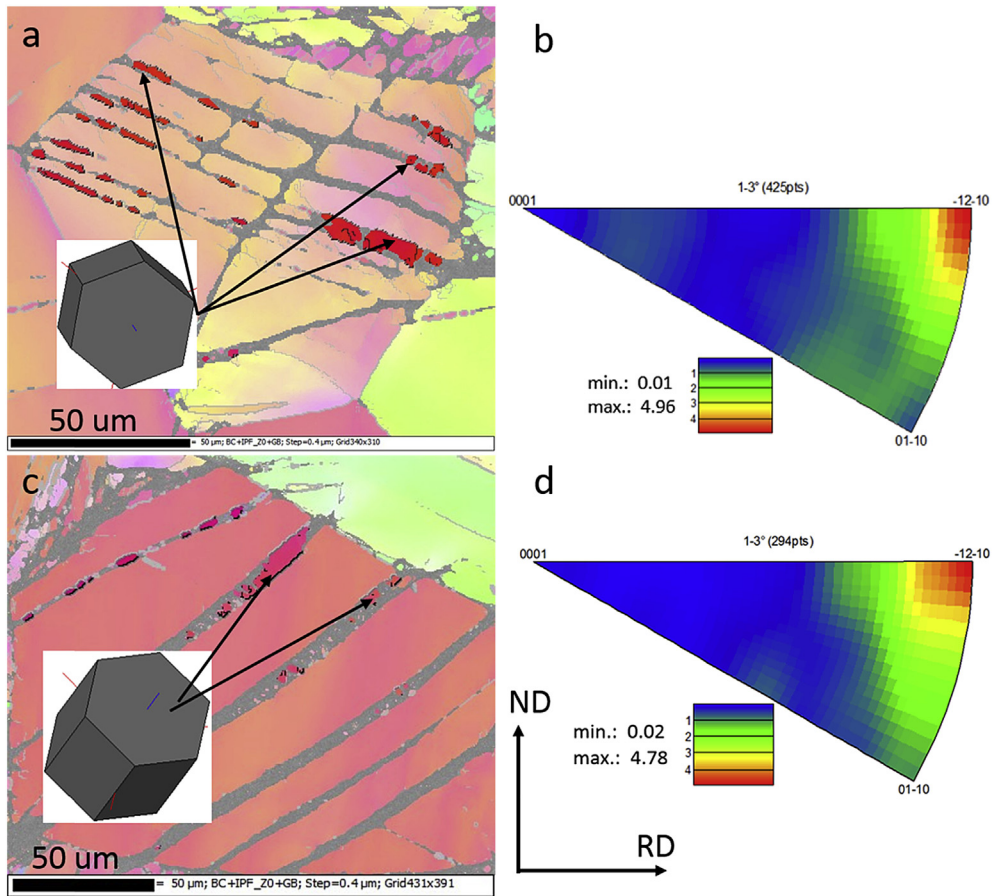 a
50 um
= 50 µm; BC+IPF_Z0+GB; Step=0.4 µm; Grid340x310
b
1-3° (425pts)
0001
-12-10
01-10
min.: 0.01
max.: 4.96
1
2
3
4
c
50 um
= 50 µm; BC+IPF_Z0+GB; Step=0.4 µm; Grid431x391
d
1-3° (294pts)
0001
-12-10
01-10
min.: 0.02
max.: 4.78
1
2
3
4
ND
RD